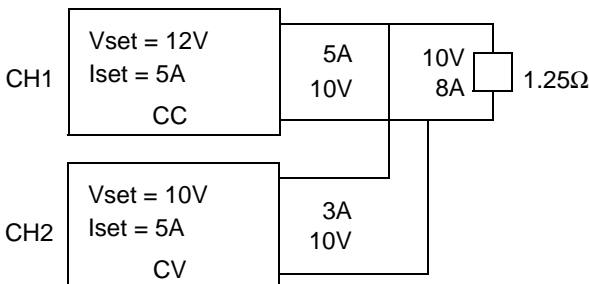 CH1
Vset = 12V
Iset = 5A
CC
5A
10V
10V
8A
1.25Ω
CH2
Vset = 10V
Iset = 5A
CV
3A
10V